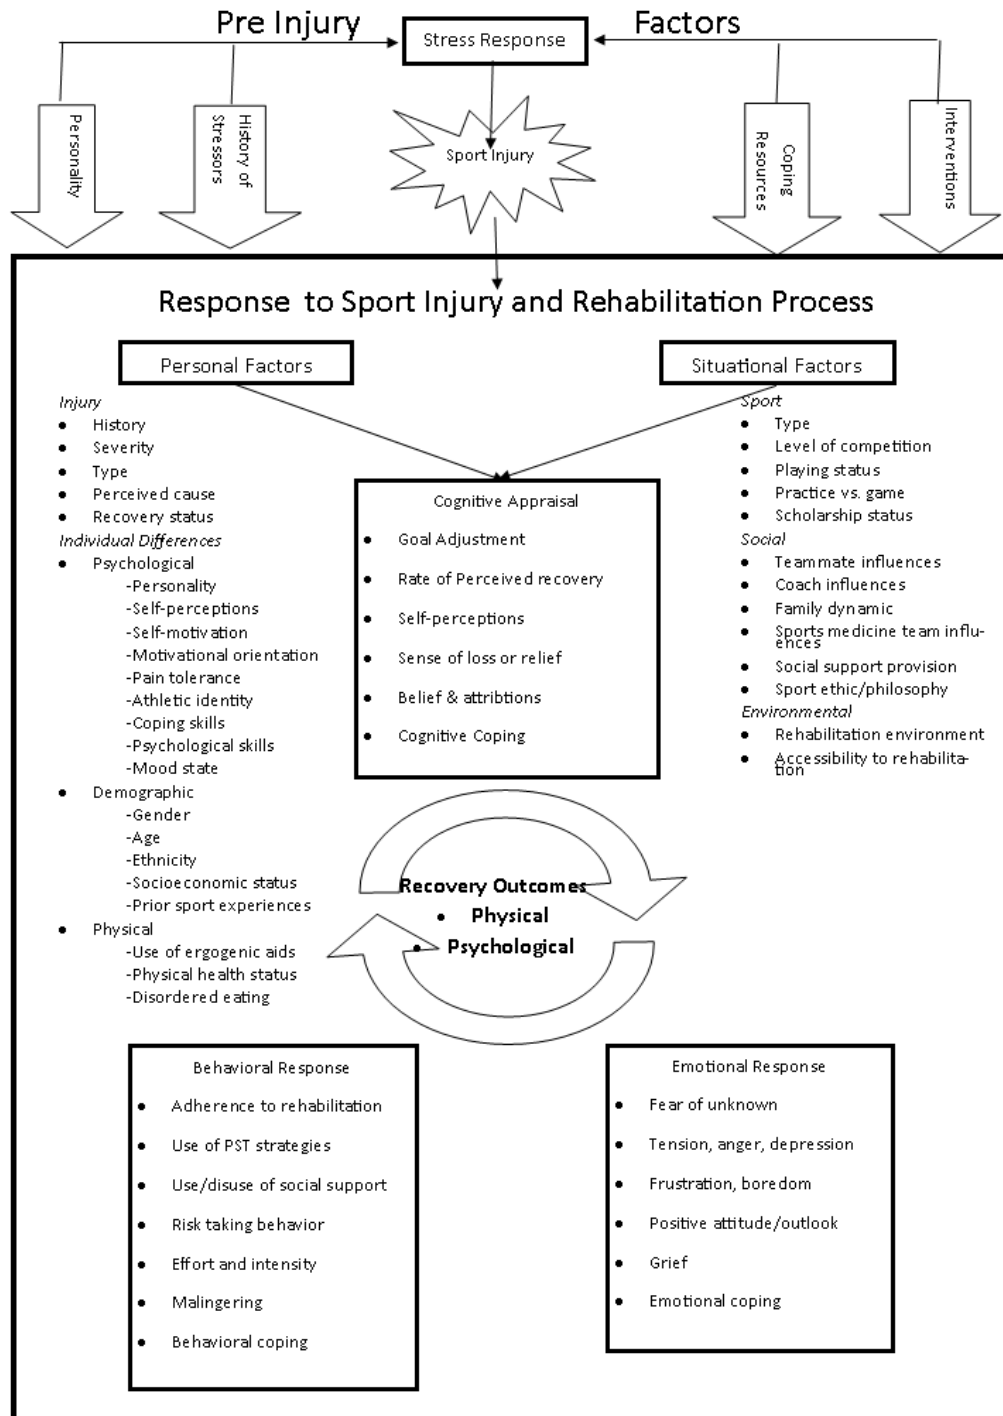 Pre Injury
Factors
Stress Response
Personality
History of
Stressors
Sport Injury
Coping
Resources
Interventions
Response to Sport Injury and Rehabilitation Process
Personal Factors
Situational Factors
Injury
• History
• Severity
• Type
• Perceived cause
• Recovery status
Individual Differences
• Psychological
-Personality
-Self-perceptions
-Self-motivation
-Motivational orientation
-Pain tolerance
-Athletic identity
-Coping skills
-Psychological skills
-Mood state
• Demographic
-Gender
-Age
-Ethnicity
-Socioeconomic status
-Prior sport experiences
• Physical
-Use of ergogenic aids
-Physical health status
-Disordered eating
Cognitive Appraisal
• Goal Adjustment
• Rate of Perceived recovery
• Self-perceptions
• Sense of loss or relief
• Belief & attribtions
• Cognitive Coping
Sport
• Type
• Level of competition
• Playing status
• Practice vs. game
• Scholarship status
Social
• Teammate influences
• Coach influences
• Family dynamic
• Sports medicine team influ-
ences
• Social support provision
• Sport ethic/philosophy
Environmental
• Rehabilitation environment
• Accessibility to rehabilita-
tion
Recovery Outcomes
• Physical
• Psychological
Behavioral Response
• Adherence to rehabilitation
• Use of PST strategies
• Use/disuse of social support
• Risk taking behavior
• Effort and intensity
• Malingering
• Behavioral coping
Emotional Response
• Fear of unknown
• Tension, anger, depression
• Frustration, boredom
• Positive attitude/outlook
• Grief
• Emotional coping